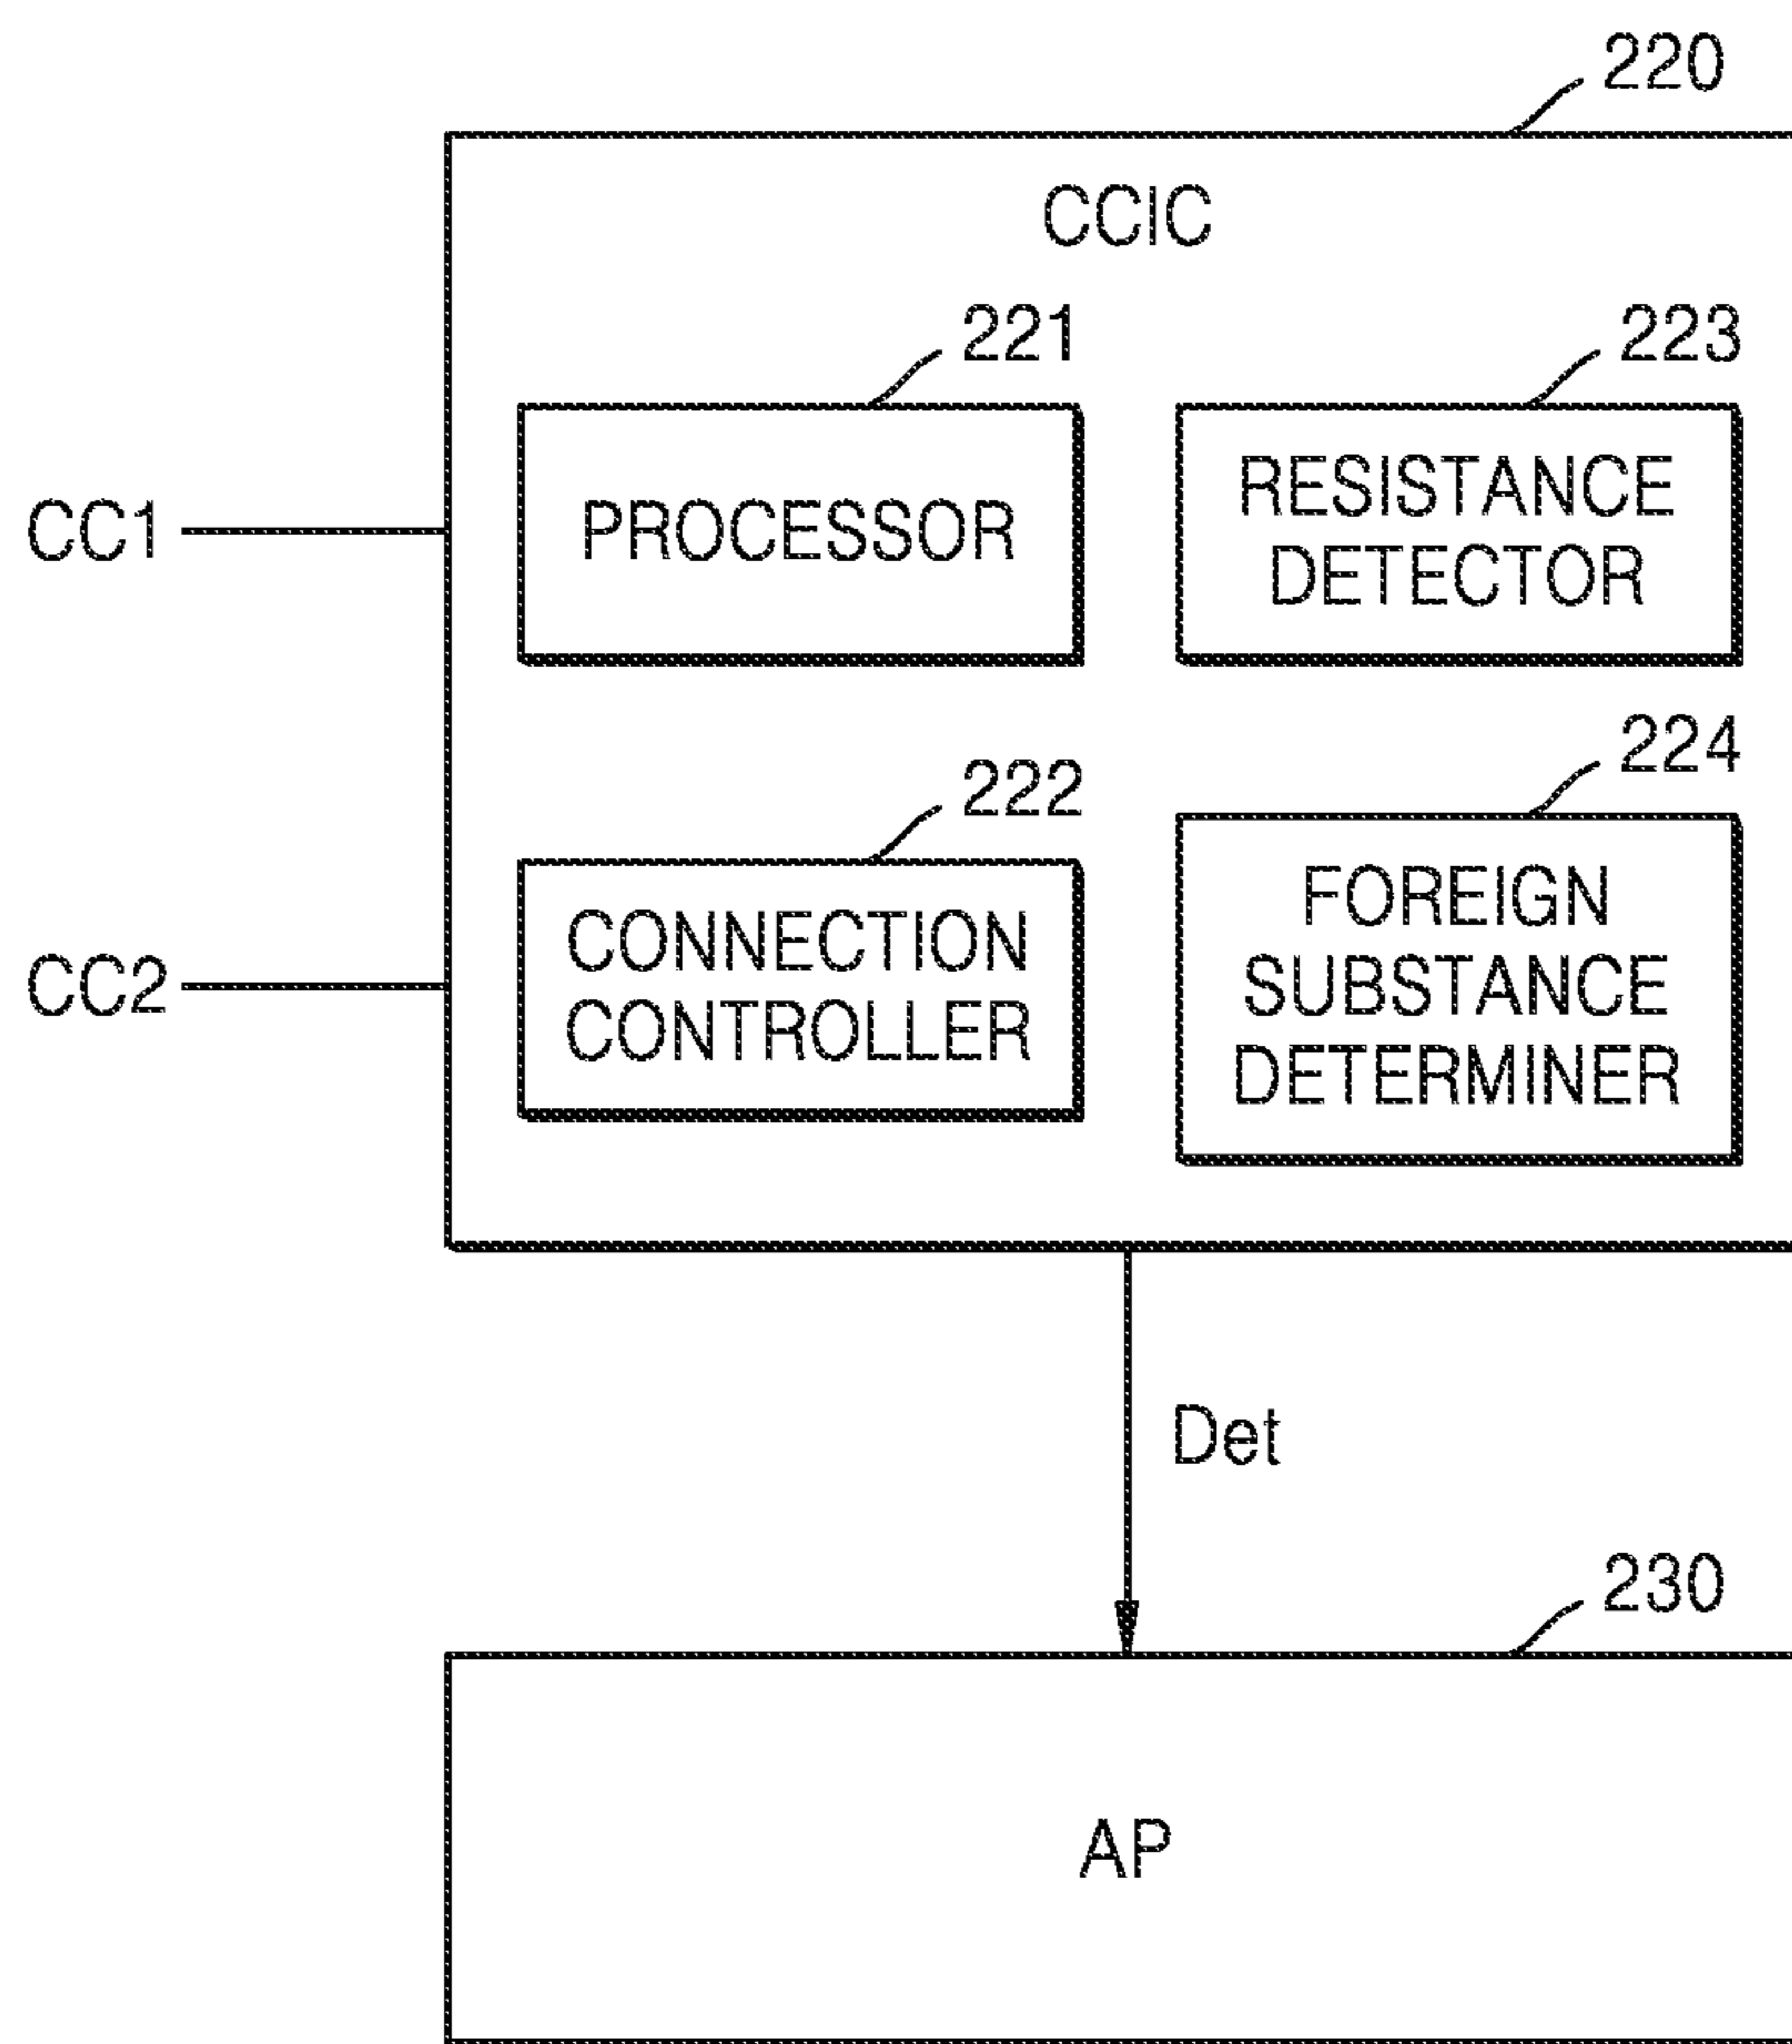 220
CCIC
221
223
CC1
PROCESSOR
RESISTANCE
DETECTOR
222
224
CC2
CONNECTION
CONTROLLER
FOREIGN
SUBSTANCE
DETERMINER
Det
230
AP